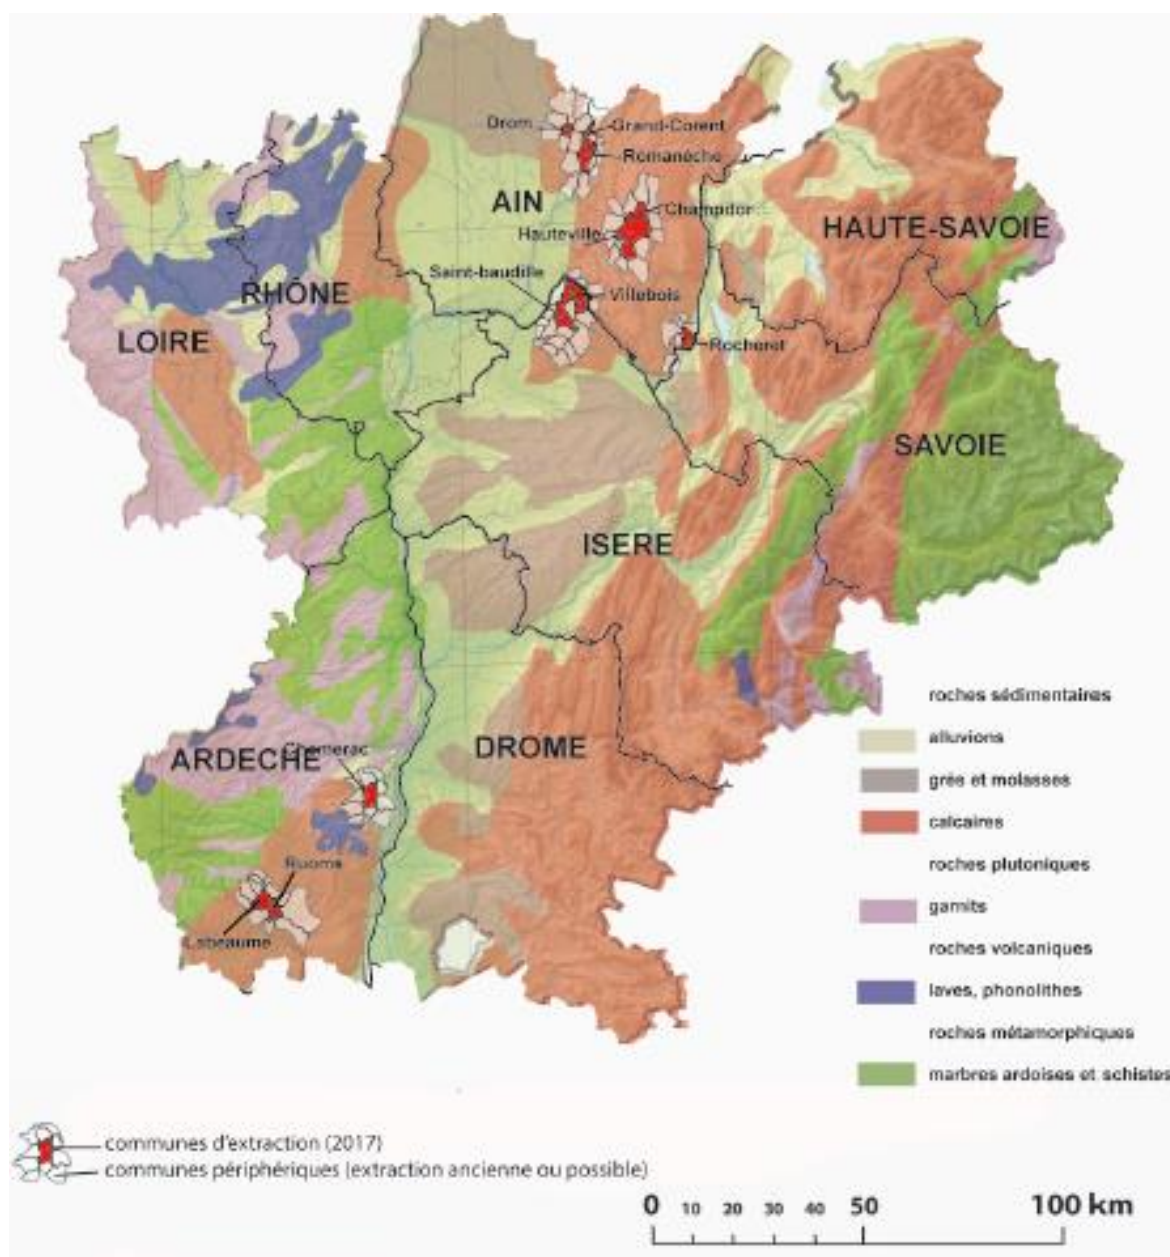 Drom
Grand-Corent
Romanèche
AIN
Champdor
Hauteville
HAUTE-SAVOIE
Saint-baudille
RHÔNE
Villebois
LOIRE
Rocheret
SAVOIE
ISERE
roches sédimentaires
alluvions
DROME
ARDECHE
Chomerac
grès et molasses
calcaires
roches plutoniques
Ruoms
garnits
Labeaume
roches volcaniques
laves, phonolithes
roches métamorphiques
marbres ardoises et schistes
communes d'extraction (2017)
communes périphériques (extraction ancienne ou possible)
0 10 20 30 40 50 100 km